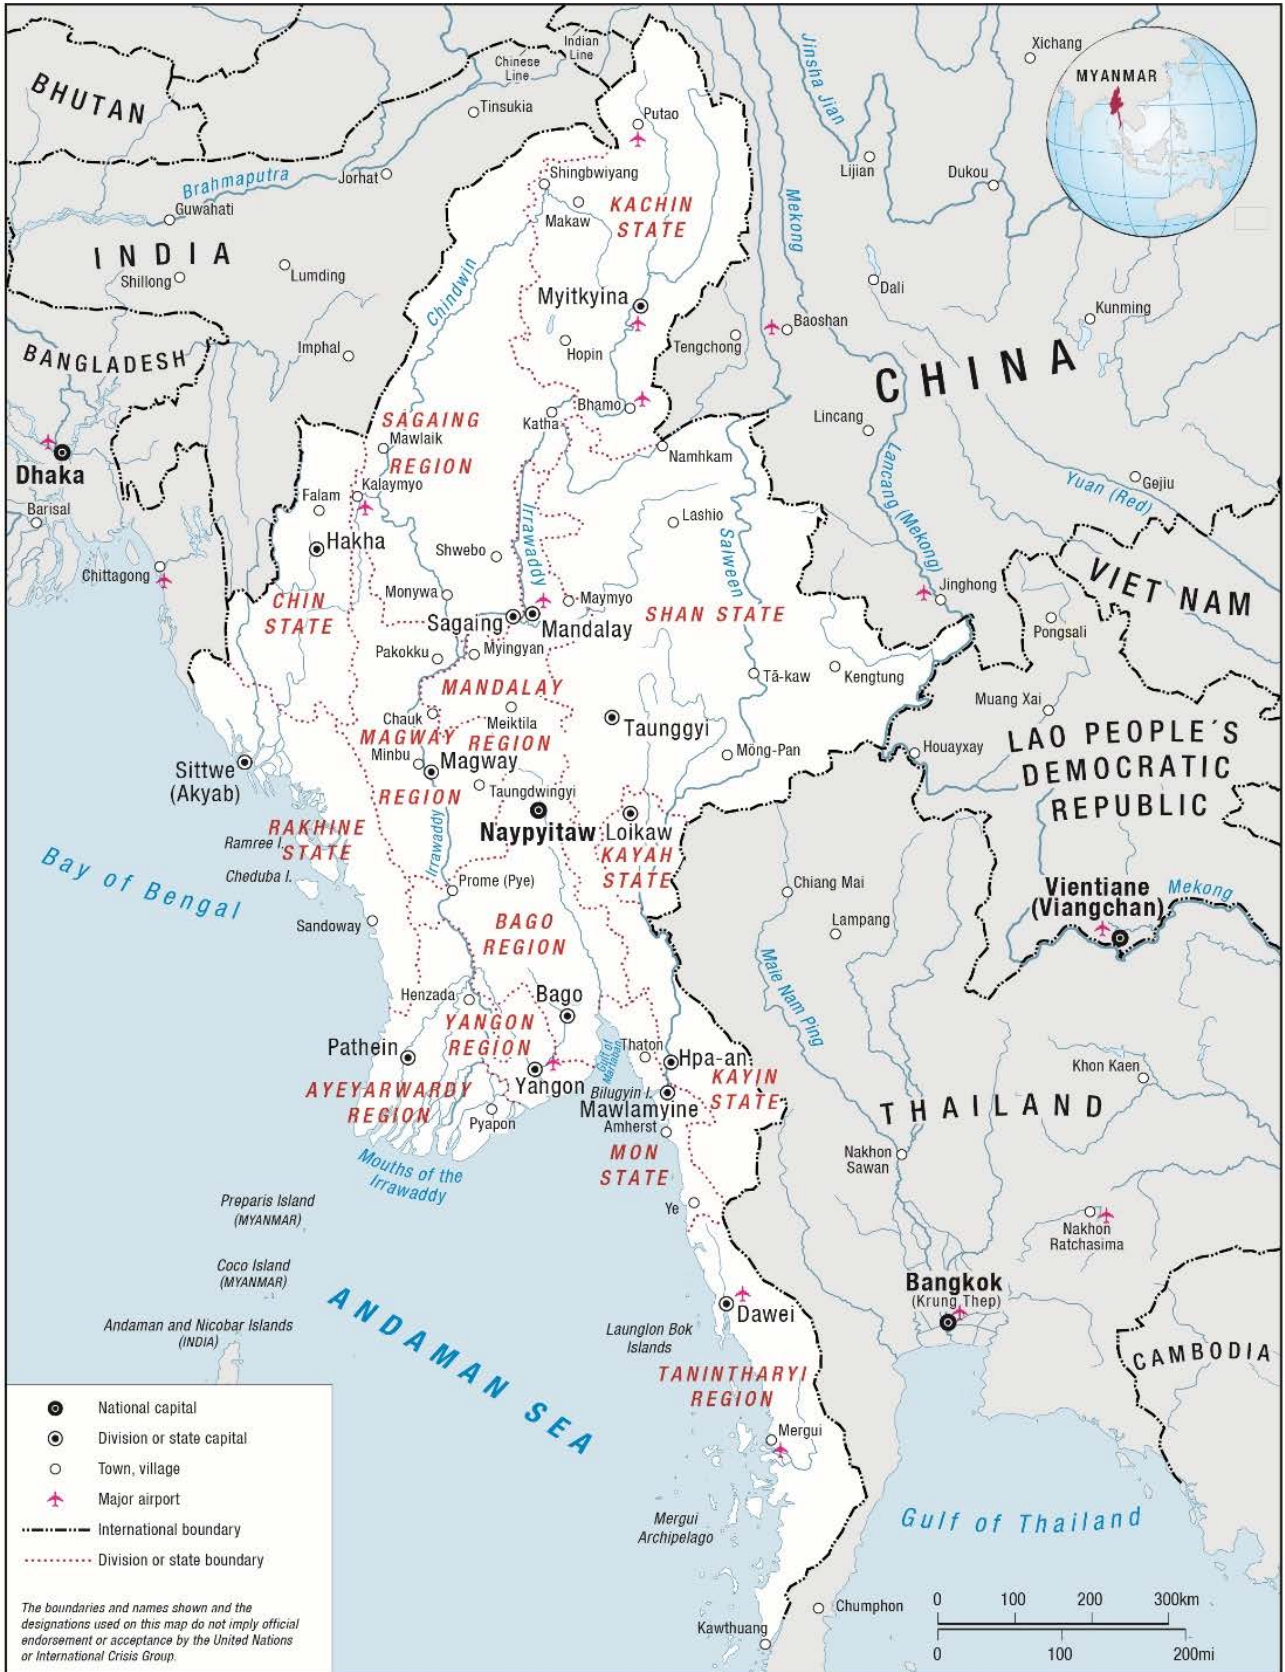 Indian
Line
Chinese
Line
Xichang
MYANMAR
BHUTAN
Tinsukia
Putao
Jinsha Jian
Lijian
Dukou
Brahmaputra
Jorhat
Shingbwiyang
Guwahati
Makaw
KACHIN
STATE
Mekong
INDIA
Shillong
Lumding
Chindwin
Dali
Myitkyina
Kunming
Baoshan
BANGLADESH
Imphal
Hopin
Tengchong
CHINA
Bhamo
Katha
Lincang
SAGAING
Mawlaik
REGION
Namhkam
Dhaka
Kalaymyo
Falam
Lancang (Mekong)
Yuan (Red)
Gejiu
Barisal
Irrawaddy
Lashio
Hakha
Shwebo
Salween
Chittagong
Jinghong
VIET NAM
Monywa
CHIN
STATE
Maymyo
SHAN STATE
Sagaing
Mandalay
Pongsali
Pakokku
Myingyan
Tā-kaw
Kengtung
MANDALAY
Muang Xai
Chauk
Meiktila
Taunggyi
MAGWAY
REGION
LAO PEOPLE´S
DEMOCRATIC
REPUBLIC
Minbu
Magway
Möng-Pan
Houayxay
Sittwe
(Akyab)
REGION
Taungdwingyi
Naypyitaw
Loikaw
RAKHINE
STATE
Ramree I.
Irrawaddy
KAYAH
STATE
Bay of Bengal
Cheduba I.
Prome (Pye)
Chiang Mai
Vientiane
(Viangchan)
Mekong
Sandoway
BAGO
REGION
Lampang
Maie Nam Ping
Henzada
Bago
YANGON
REGION
Pathein
Gulf of
Martaban
Thaton
Hpa-an
Khon Kaen
AYEYARWARDY
REGION
Yangon
Bilugyin I.
KAYIN
STATE
Mawlamyine
Pyapon
Amherst
THAILAND
MON
STATE
Nakhon
Sawan
Mouths of the
Irrawaddy
Preparis Island
(MYANMAR)
Ye
Nakhon
Ratchasima
Coco Island
(MYANMAR)
Bangkok
(Krung Thep)
ANDAMAN SEA
Dawei
Andaman and Nicobar Islands
(INDIA)
Launglon Bok
Islands
CAMBODIA
TANINTHARYI
REGION
Mergui
Mergui
Archipelago
Gulf of Thailand
Chumphon
Kawthuang
National capital
Division or state capital
Town, village
Major airport
International boundary
Division or state boundary
The boundaries and names shown and the
designations used on this map do not imply official
endorsement or acceptance by the United Nations
or International Crisis Group.
0 100 200 300km
0 100 200mi